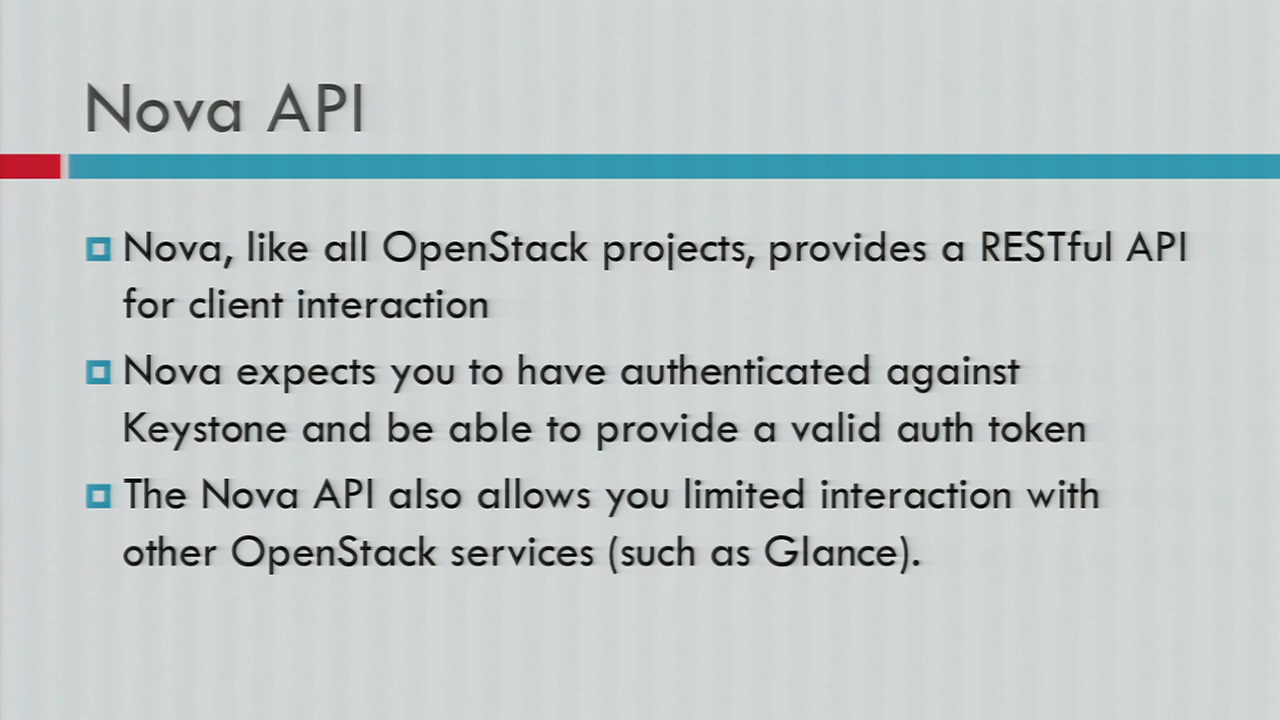 Nova API
Nova, like all OpenStack projects, provides a RESTful API
for client interaction
Nova expects you to have authenticated against
Keystone and be able to provide a valid auth token
The Nova API also allows you limited interaction with
other OpenStack services (such as Glance).